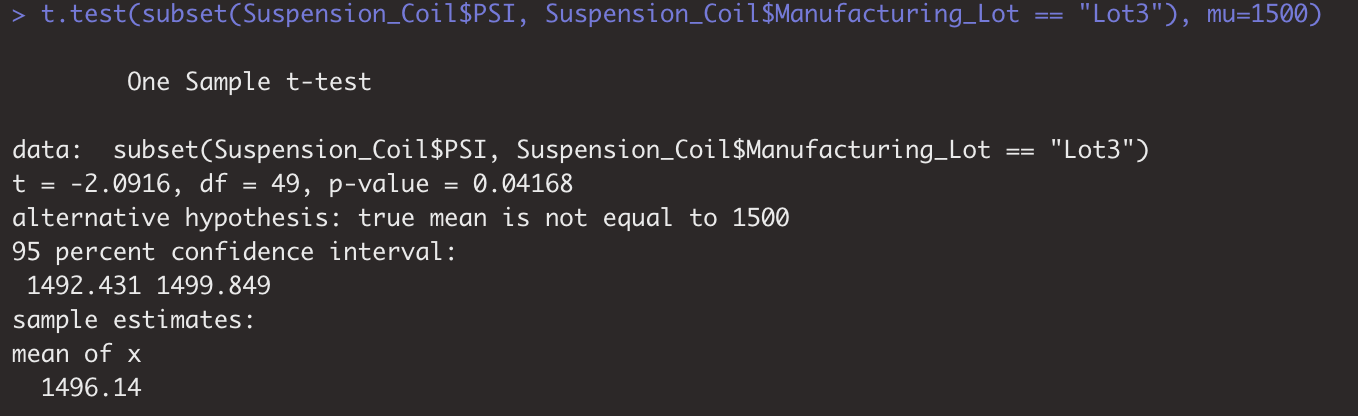 > t.test(subset(Suspension_Coil$PSI, Suspension_Coil$Manufacturing_Lot == "Lot3"), mu=1500)
One Sample t-test
data:  subset(Suspension_Coil$PSI, Suspension_Coil$Manufacturing_Lot == "Lot3")
t = -2.0916, df = 49, p-value = 0.04168
alternative hypothesis: true mean is not equal to 1500
95 percent confidence interval:
 1492.431 1499.849
sample estimates:
mean of x
  1496.14